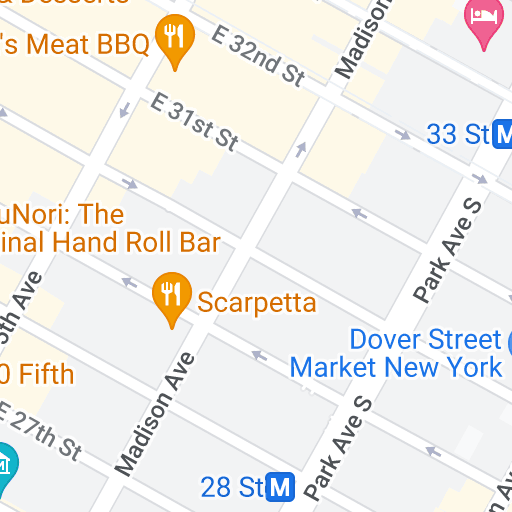 & Desserts
's Meat BBQ
E 32nd St
Madison
E 31st St
33 St M
uNori: The
inal Hand Roll Bar
Park Ave S
5th Ave
Scarpetta
Dover Street
Market New York
0 Fifth
Madison Ave
E 27th St
28 St M
Park Ave S